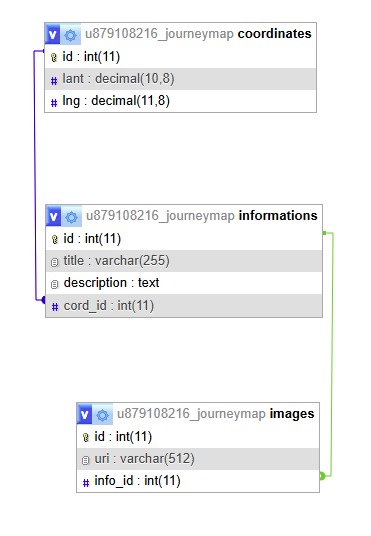 v u879108216_journeymap coordinates
id : int(11)
# lant : decimal(10,8)
# lng : decimal(11,8)
v u879108216_journeymap informations
id : int(11)
title : varchar(255)
description : text
# cord_id : int(11)
v u879108216_journeymap images
id : int(11)
uri : varchar(512)
# info_id : int(11)